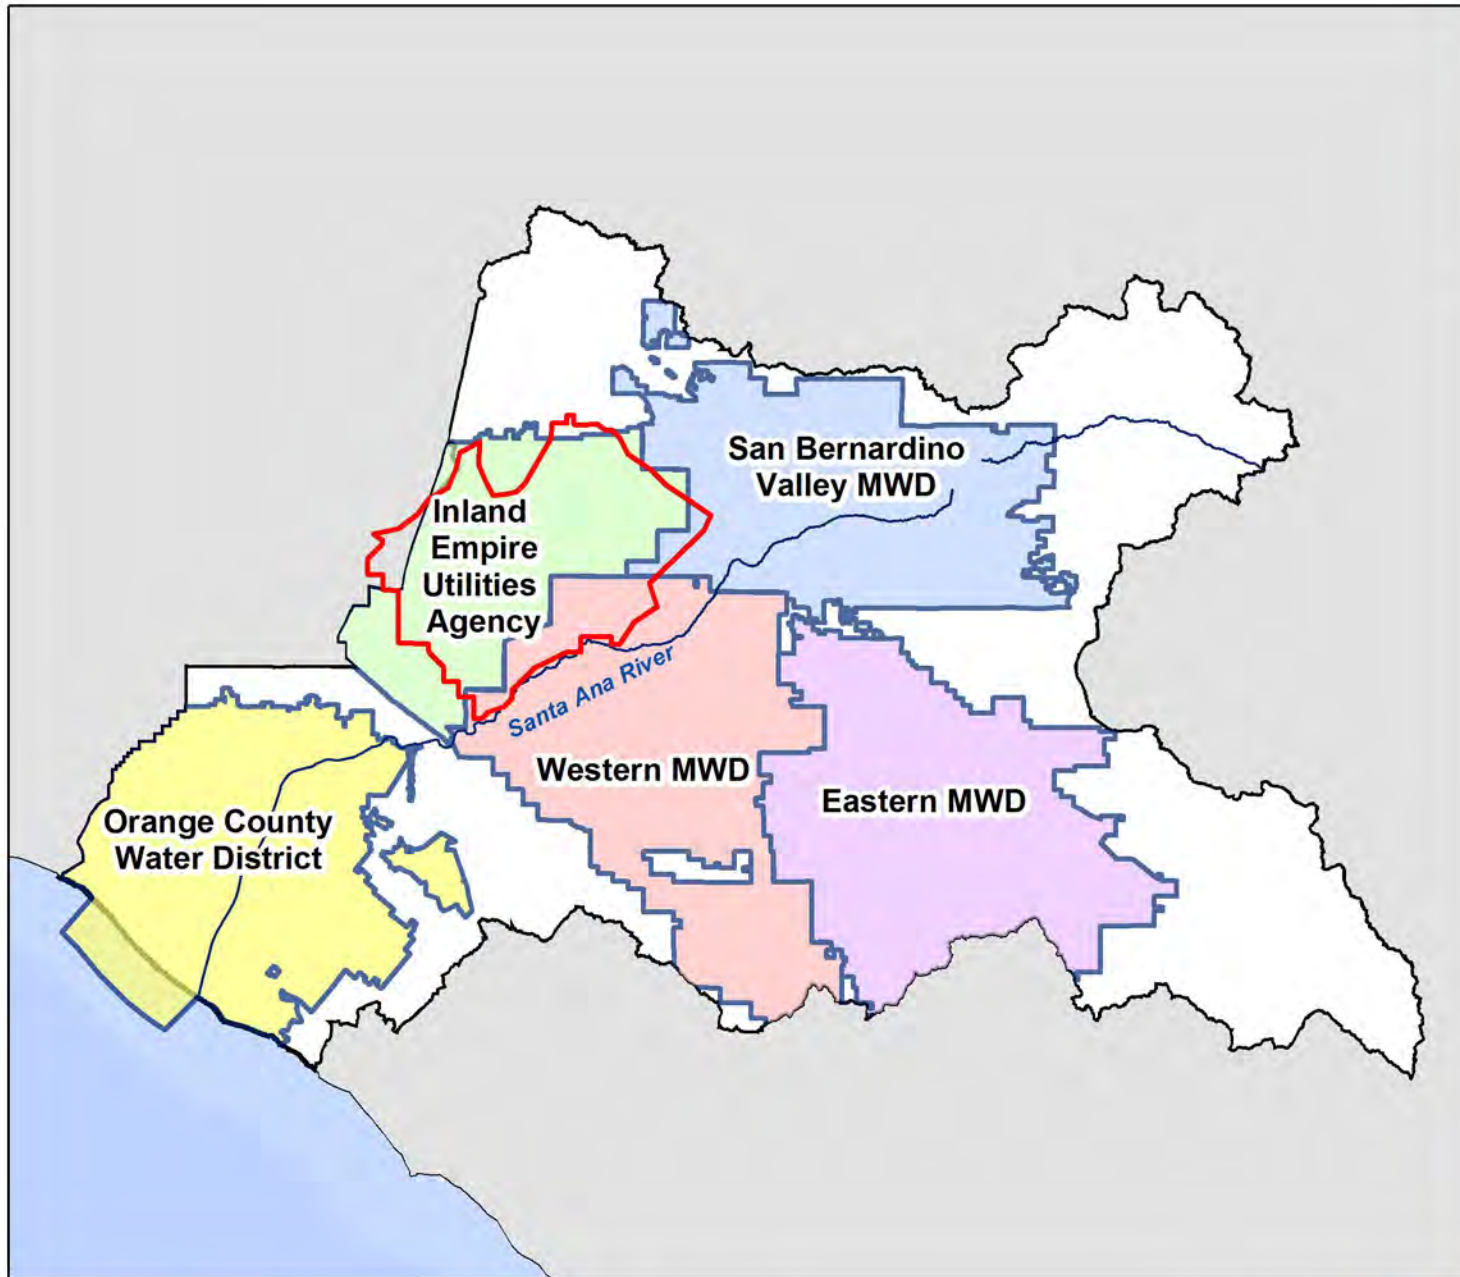 San Bernardino
Valley MWD
Inland
Empire
Utilities
Agency
Santa Ana River
Western MWD
Eastern MWD
Orange County
Water District